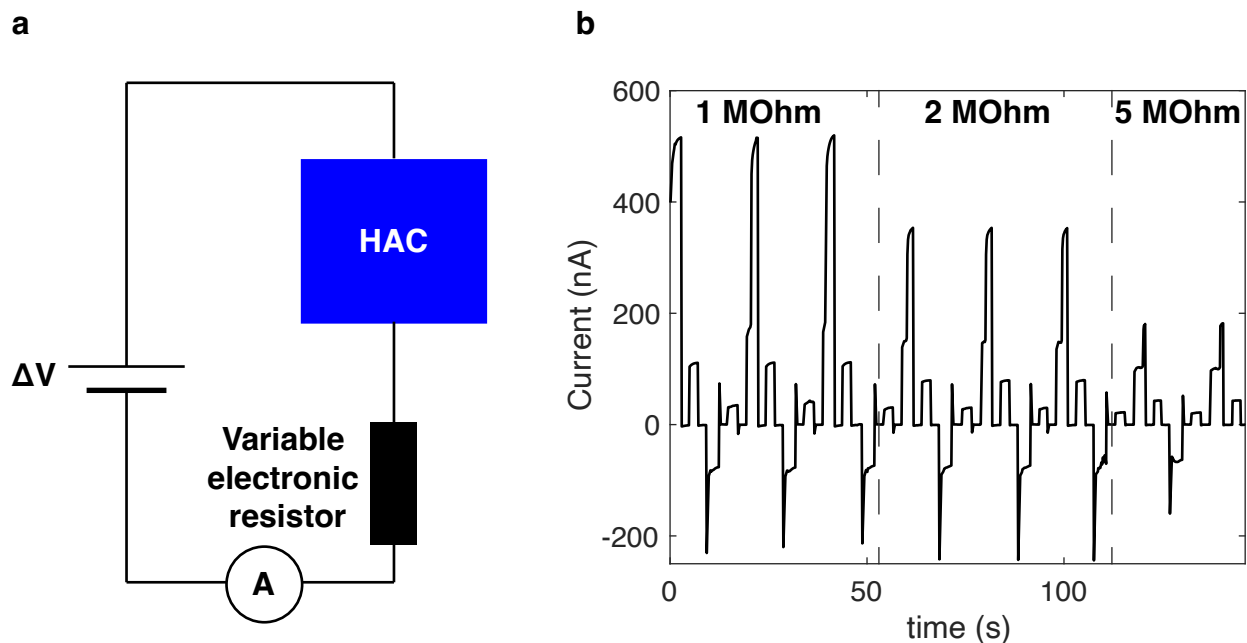 a
HAC
ΔV
Variable
electronic
resistor
A
b
1 MOhm
2 MOhm
5 MOhm
600
400
200
0
-200
Current (nA)
0
50
100
time (s)